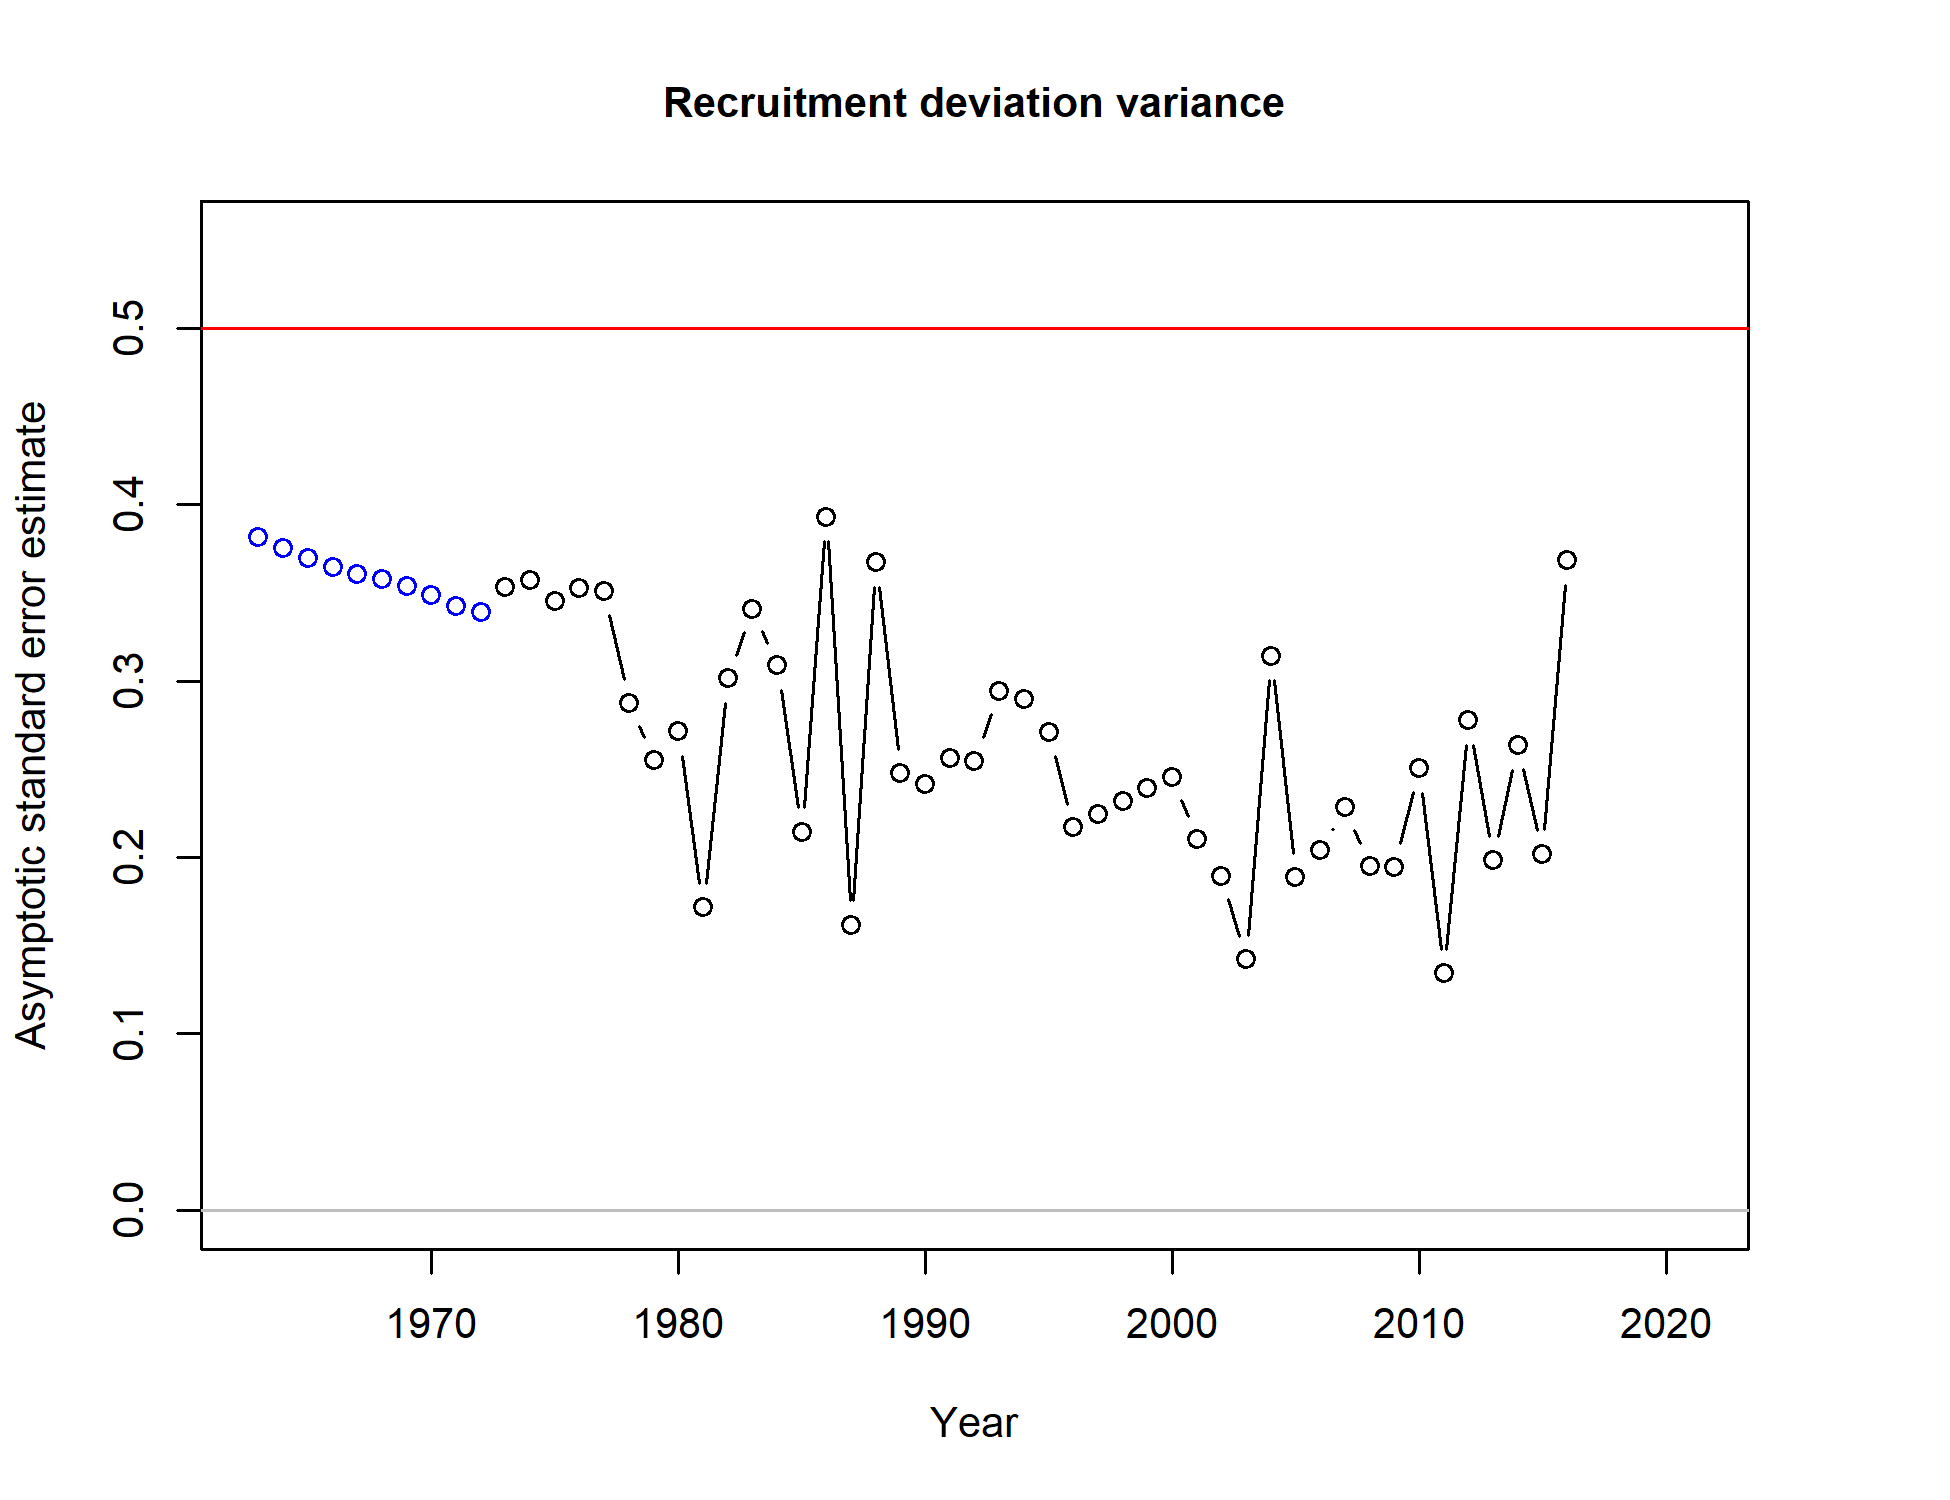 Recruitment deviation variance
Asymptotic standard error estimate
0.5
0.4
0.3
0.2
0.1
0.0
1970 1980 1990 2000 2010 2020
Year